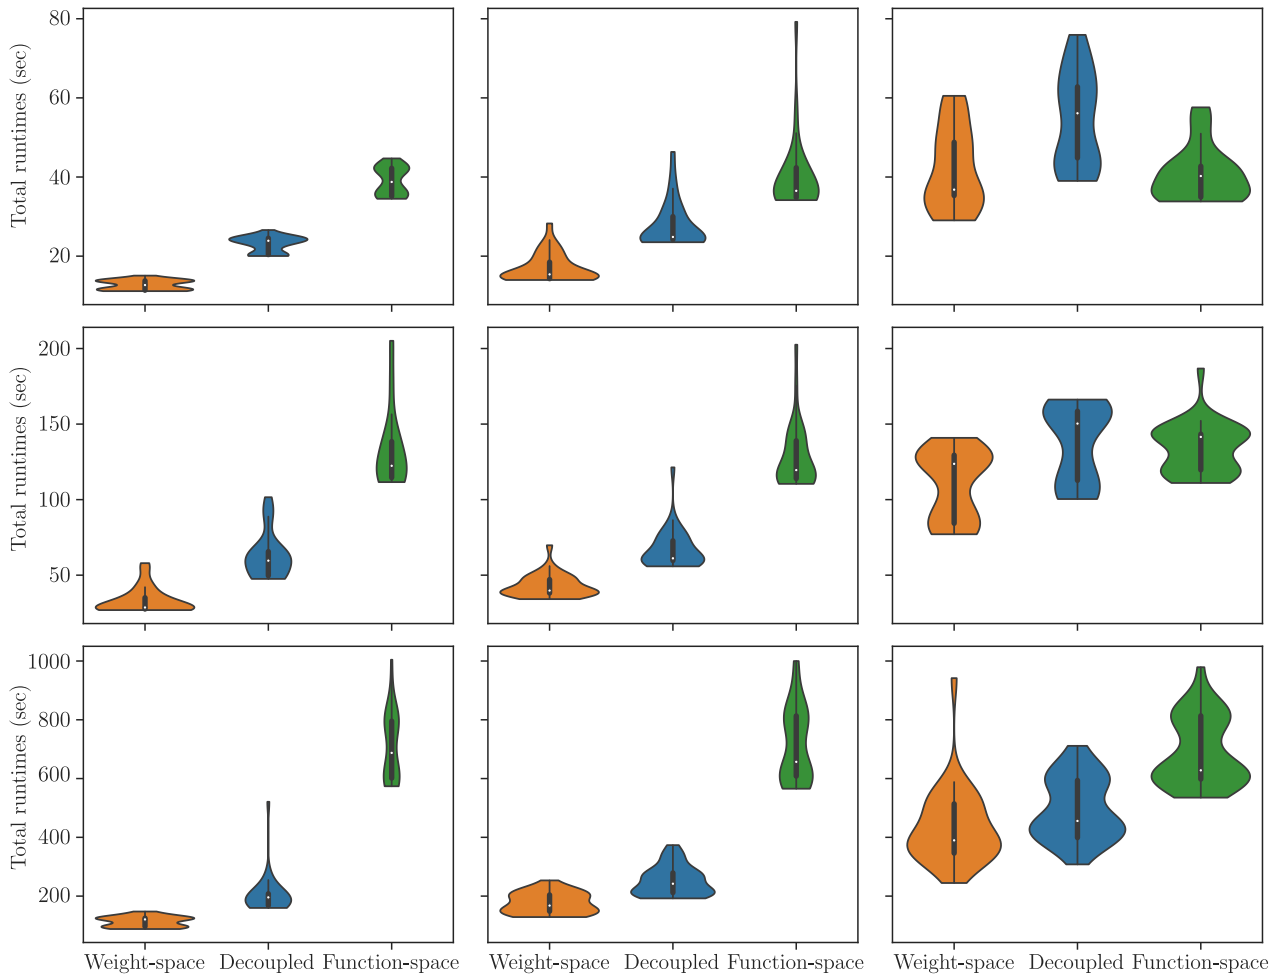 Total runtimes (sec)
80
60
40
20
Total runtimes (sec)
200
150
100
50
Total runtimes (sec)
1000
800
600
400
200
Weight-space Decoupled Function-space
Weight-space Decoupled Function-space
Weight-space Decoupled Function-space